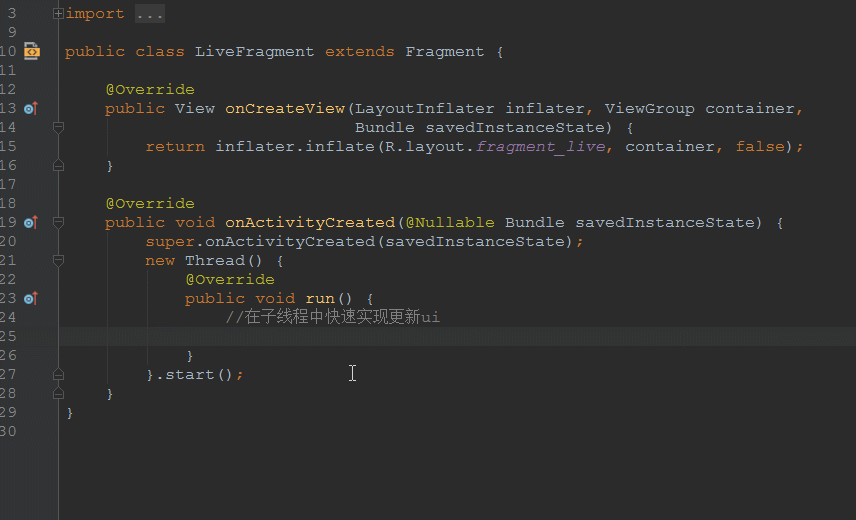 3 import ...
9
10 public class LiveFragment extends Fragment {
11
12 @Override
13 public View onCreateView(LayoutInflater inflater, ViewGroup container,
14 Bundle savedInstanceState) {
15 return inflater.inflate(R.layout.fragment_live, container, false);
16 }
17
18 @Override
19 public void onActivityCreated(@Nullable Bundle savedInstanceState) {
20 super.onActivityCreated(savedInstanceState);
21 new Thread() {
22 @Override
23 public void run() {
24 //在子线程中快速实现更新ui
25
26 }
27 }.start();
28 }
29 }
30